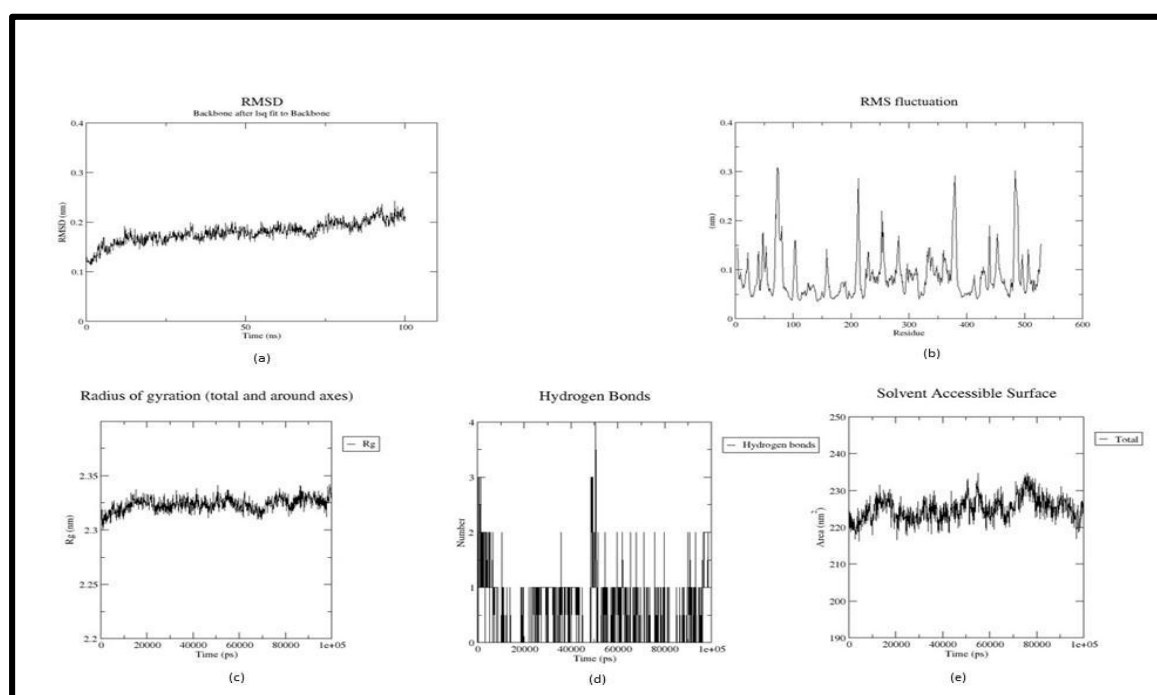 RMSD
Backbone after lsq fit to Backbone
0.4
0.3
0.2
0.1
0
RMSD (nm)
0
50
100
Time (ns)
(a)
RMS fluctuation
0.4
0.3
0.2
0.1
0
(nm)
0
100
200
300
400
500
600
Residue
(b)
Radius of gyration (total and around axes)
Rg
2.35
2.3
2.25
2.2
Rg (nm)
0
20000
40000
60000
80000
1e+05
Time (ps)
(c)
Hydrogen Bonds
Hydrogen bonds
4
3
2
1
0
Number
0
20000
40000
60000
80000
1e+05
Time (ps)
(d)
Solvent Accessible Surface
Total
250
240
230
220
210
200
190
Area (nm²)
0
20000
40000
60000
80000
1e+05
Time (ps)
(e)